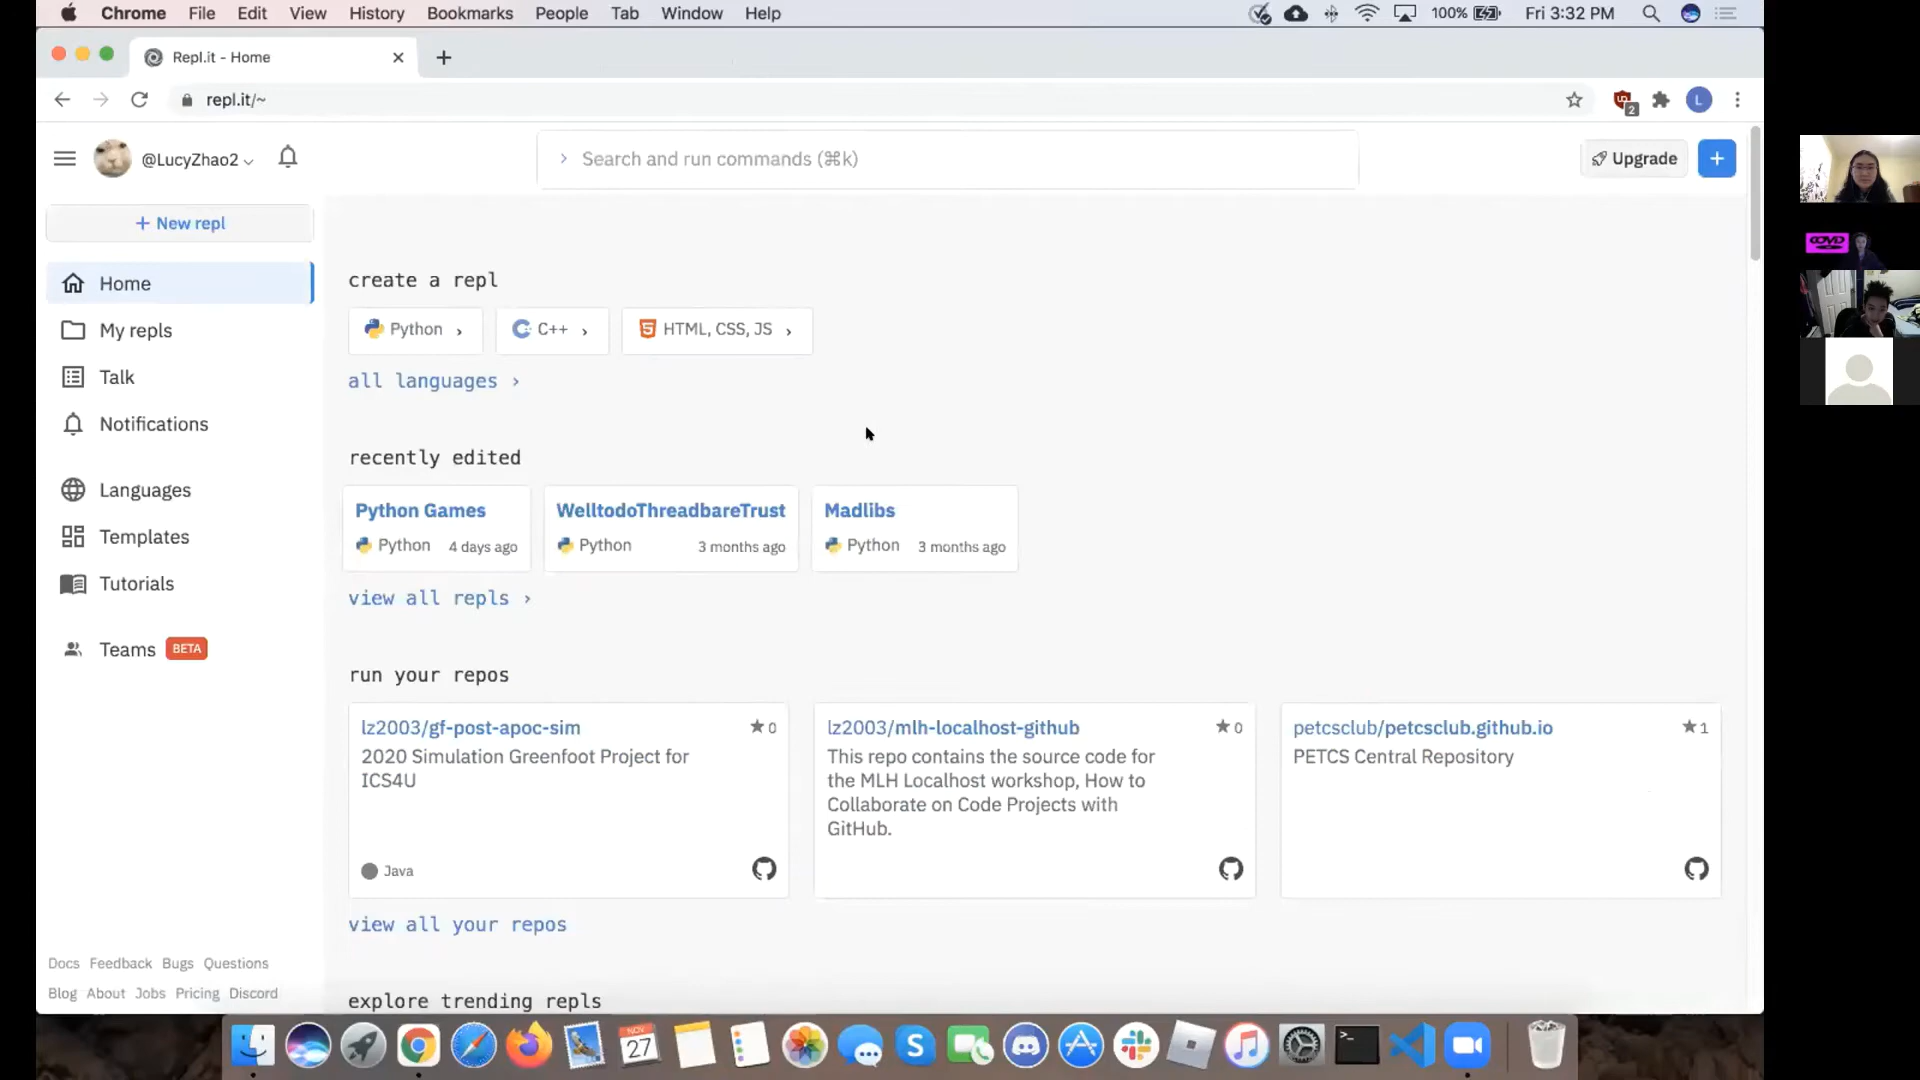 Chrome File Edit View History Bookmarks People Tab Window Help 100% Fri 3:32 PM
Repl.it - Home
repl.it/~
2
L
@LucyZhao2
Search and run commands (⌘k)
Upgrade
+ New repl
Home
My repls
Talk
Notifications
Languages
Templates
Tutorials
Teams BETA
Docs Feedback Bugs Questions
Blog About Jobs Pricing Discord
create a repl
Python
C++
HTML, CSS, JS
all languages
recently edited
Python Games
Python 4 days ago
WelltodoThreadbareTrust
Python 3 months ago
Madlibs
Python 3 months ago
view all repls
run your repos
lz2003/gf-post-apoc-sim 0
2020 Simulation Greenfoot Project for
ICS4U
Java
lz2003/mlh-localhost-github 0
This repo contains the source code for
the MLH Localhost workshop, How to
Collaborate on Code Projects with
GitHub.
petcsclub/petcsclub.github.io 1
PETCS Central Repository
view all your repos
explore trending repls
NOV
27